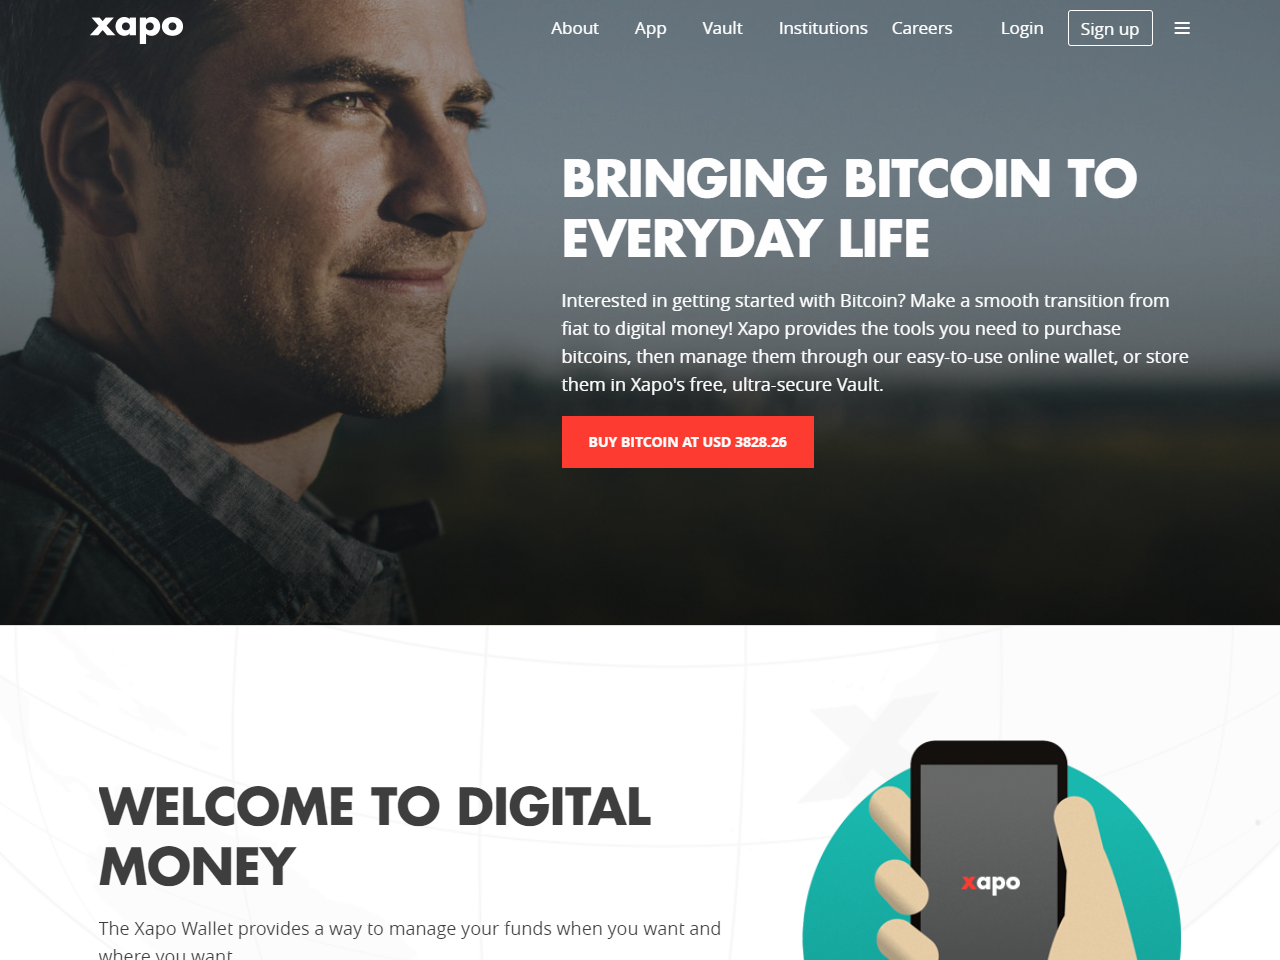 xapo
About App Vault Institutions Careers Login Sign up
BRINGING BITCOIN TO
EVERYDAY LIFE
Interested in getting started with Bitcoin? Make a smooth transition from
fiat to digital money! Xapo provides the tools you need to purchase
bitcoins, then manage them through our easy-to-use online wallet, or store
them in Xapo's free, ultra-secure Vault.
BUY BITCOIN AT USD 3828.26
WELCOME TO DIGITAL
MONEY
xapo
The Xapo Wallet provides a way to manage your funds when you want and
where you want.